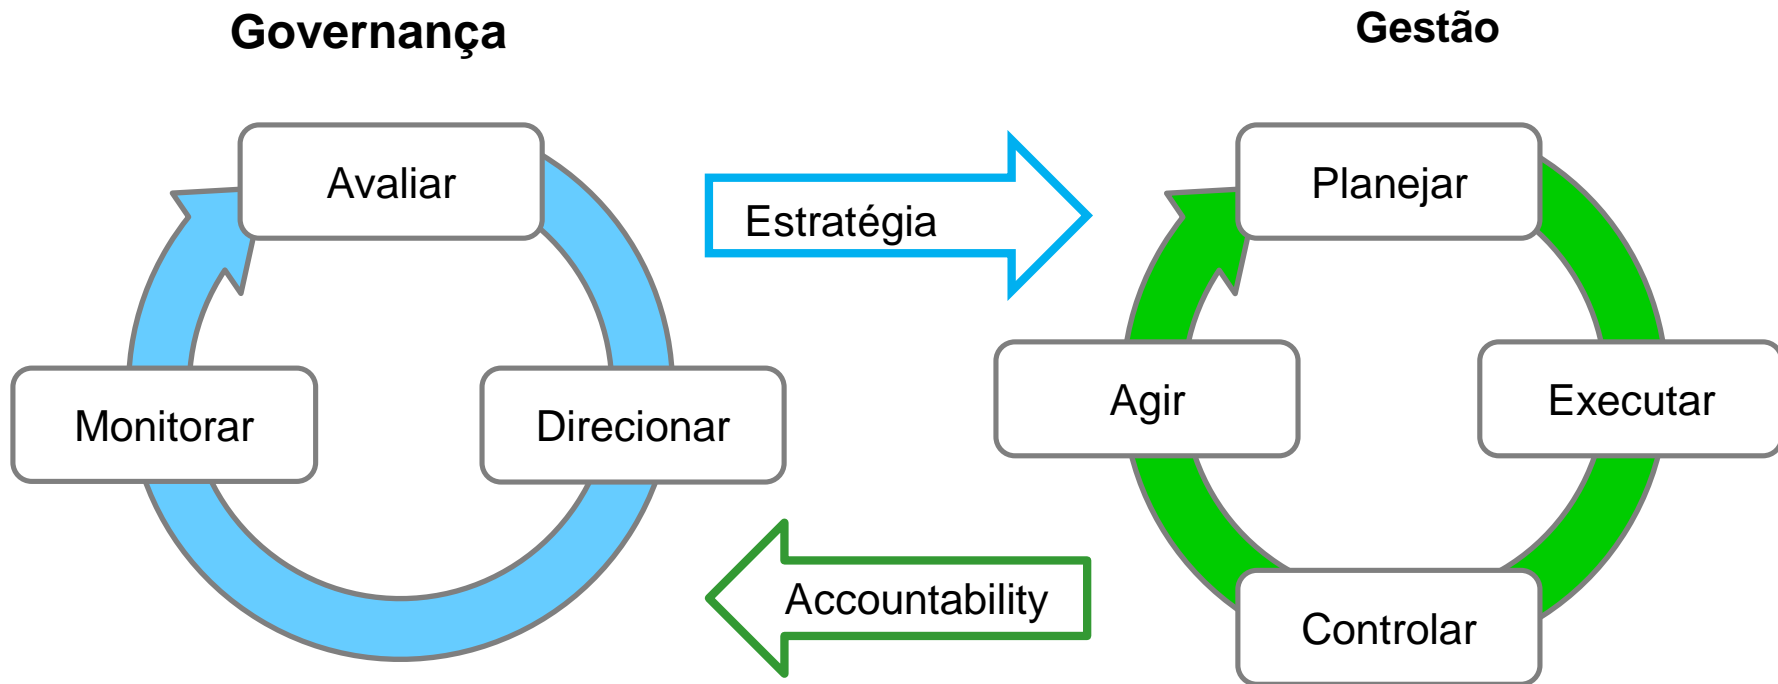 Governança
Gestão
Avaliar
Estratégia
Planejar
Monitorar
Direcionar
Agir
Executar
Accountability
Controlar